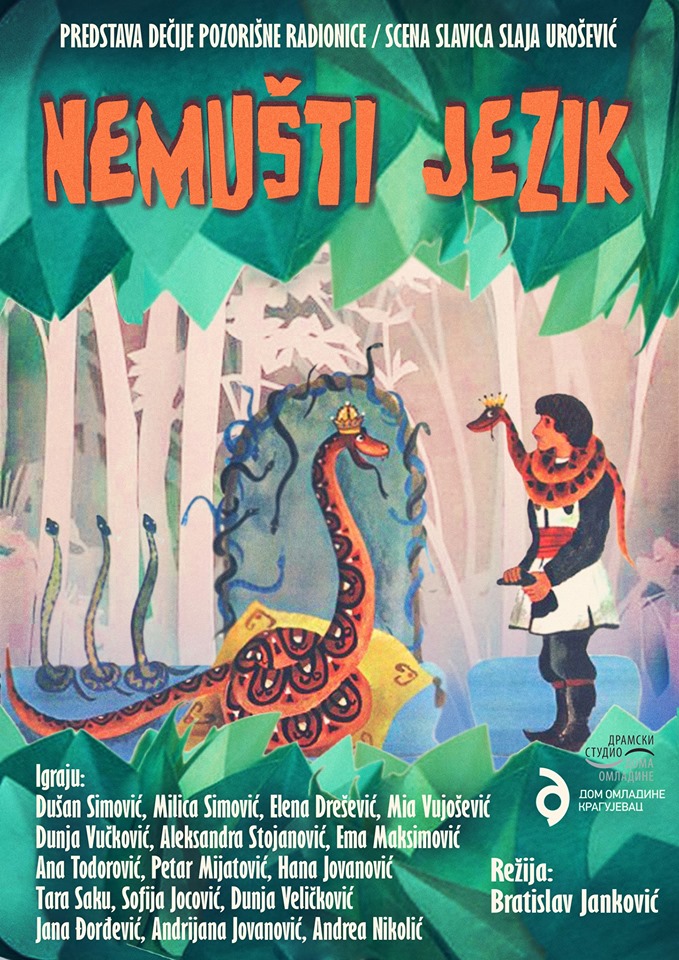 PREDSTAVA DEČIJE POZORIŠNE RADIONICE / SCENA SLAVICA SLAJA UROŠEVIĆ
NEMUŠTI JEZIK
Igraju:
Dušan Simović, Milica Simović, Elena Drešević, Mia Vujošević
Dunja Vučković, Aleksandra Stojanović, Ema Maksimović
Ana Todorović, Petar Mijatović, Hana Jovanović
Tara Saku, Sofija Jocović, Dunja Veličković
Jana Đorđević, Andrijana Jovanović, Andrea Nikolić
ДРАМСКИ
СТУДИО
ДОМА
ОМЛАДИНЕ
ДОМ ОМЛАДИНЕ
КРАГУЈЕВАЦ
Režija:
Bratislav Janković